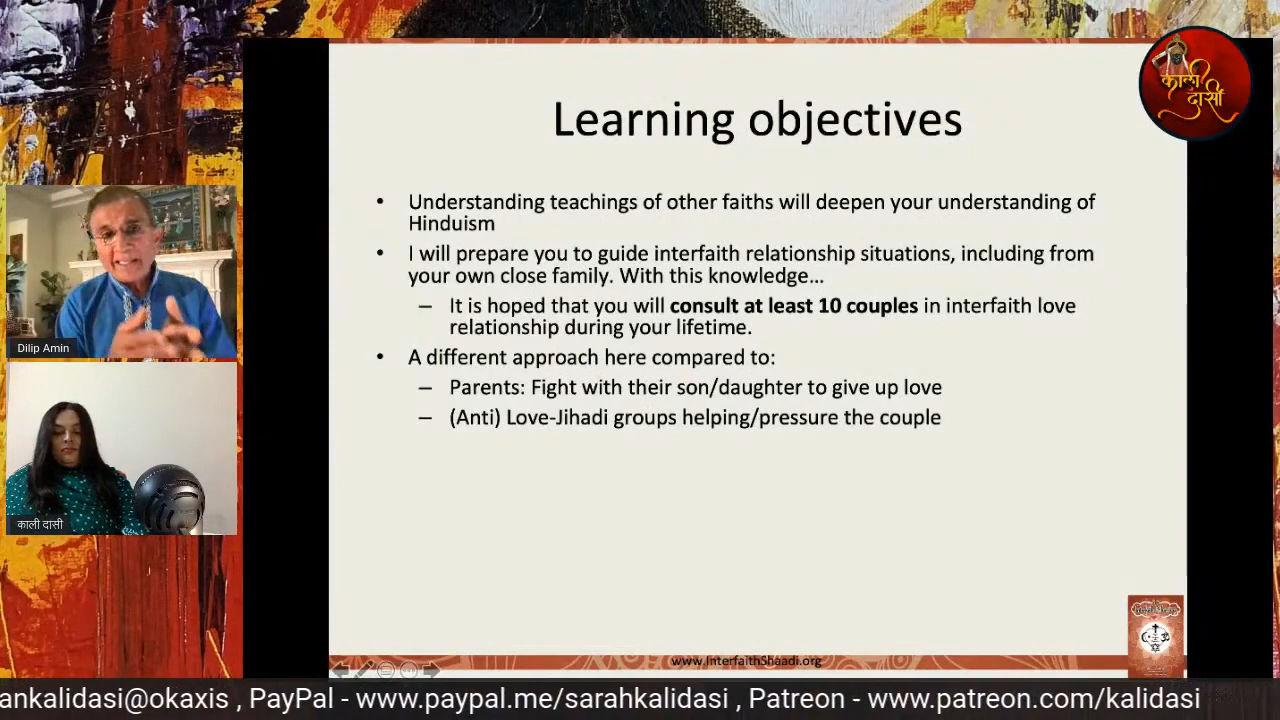 काली
दासी
Learning objectives
• Understanding teachings of other faiths will deepen your understanding of
Hinduism
• I will prepare you to guide interfaith relationship situations, including from
your own close family. With this knowledge…
– It is hoped that you will consult at least 10 couples in interfaith love
relationship during your lifetime.
• A different approach here compared to:
– Parents: Fight with their son/daughter to give up love
– (Anti) Love-Jihadi groups helping/pressure the couple
Dilip Amin
काली दासी
www.InterfaithShaadi.org
ankalidasi@okaxis , PayPal - www.paypal.me/sarahkalidasi , Patreon - www.patreon.com/kalidasi